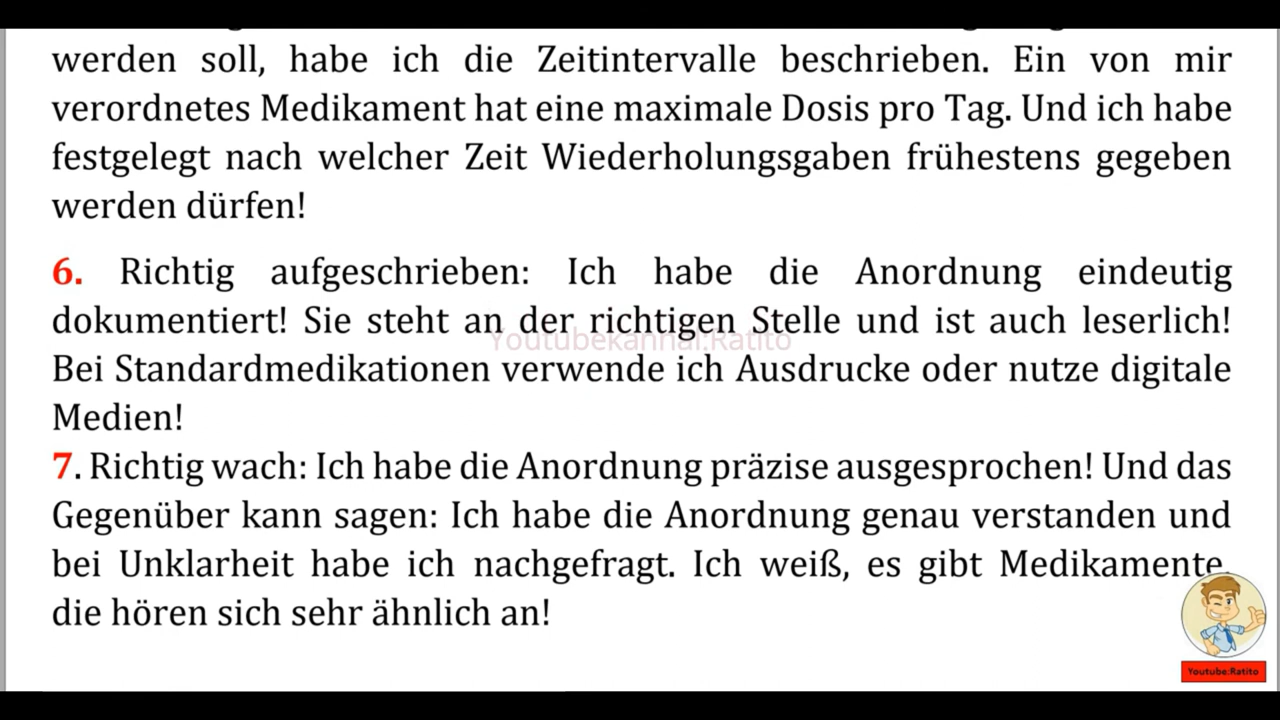 werden soll, habe ich die Zeitintervalle beschrieben. Ein von mir
verordnetes Medikament hat eine maximale Dosis pro Tag. Und ich habe
festgelegt nach welcher Zeit Wiederholungsgaben frühestens gegeben
werden dürfen!
6. Richtig aufgeschrieben: Ich habe die Anordnung eindeutig
dokumentiert! Sie steht an der richtigen Stelle und ist auch leserlich!
Youtubekannal:Ratito
Bei Standardmedikationen verwende ich Ausdrucke oder nutze digitale
Medien!
7. Richtig wach: Ich habe die Anordnung präzise ausgesprochen! Und das
Gegenüber kann sagen: Ich habe die Anordnung genau verstanden und
bei Unklarheit habe ich nachgefragt. Ich weiß, es gibt Medikamente,
die hören sich sehr ähnlich an!
Youtube:Ratito